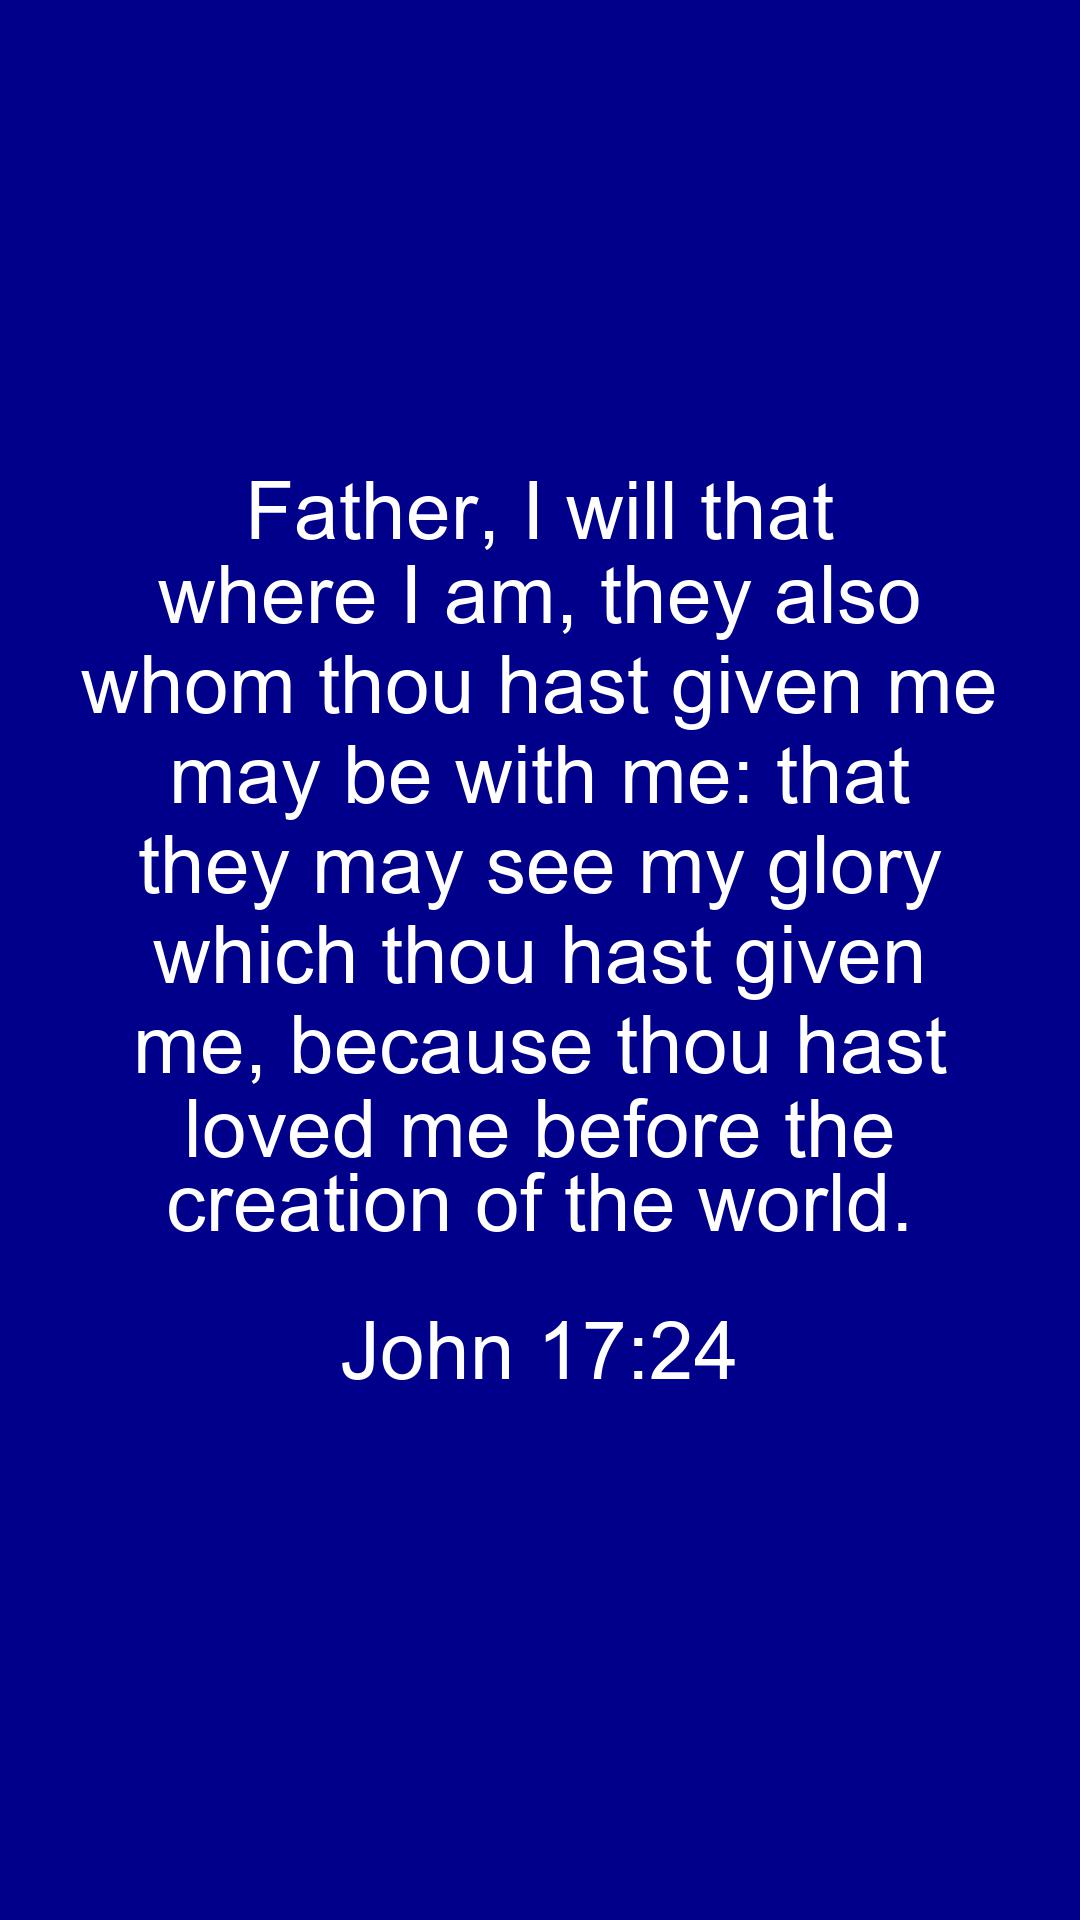 Father, I will that
where I am, they also
whom thou hast given me
may be with me: that
they may see my glory
which thou hast given
me, because thou hast
loved me before the
creation of the world.
John 17:24